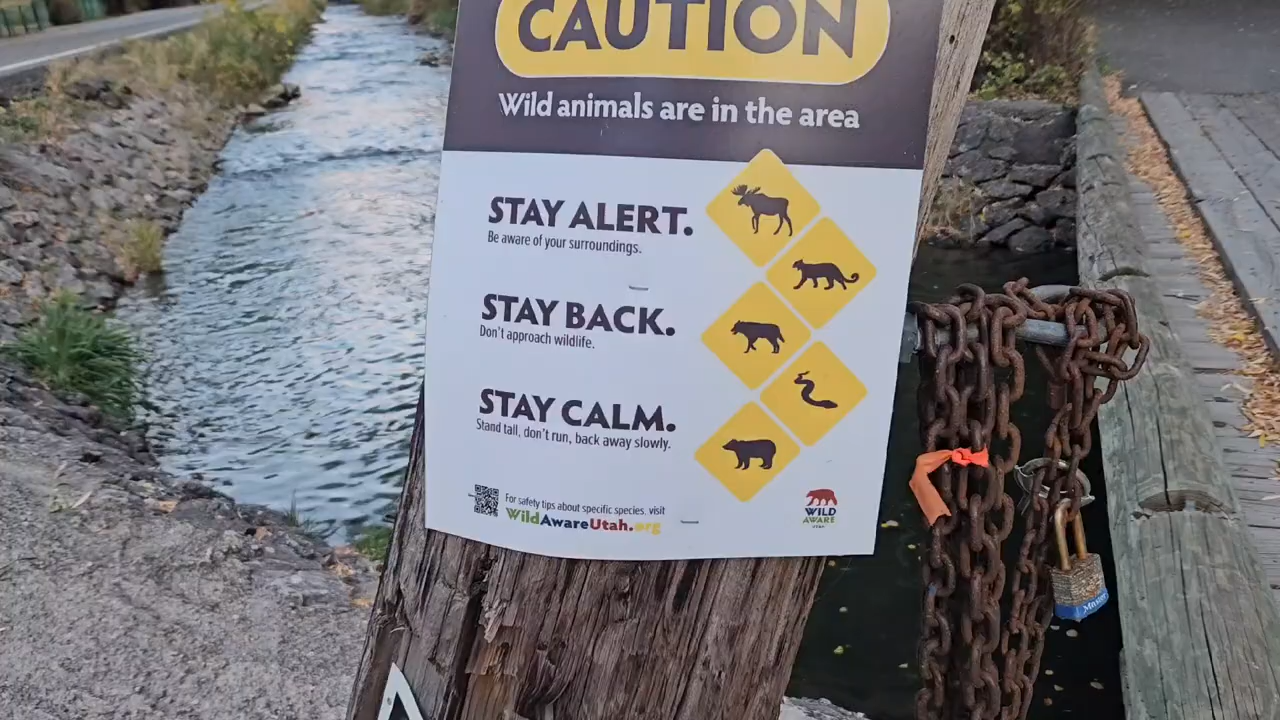 CAUTION
Wild animals are in the area
STAY ALERT.
Be aware of your surroundings.
STAY BACK.
Don't approach wildlife.
STAY CALM.
Stand tall, don't run, back away slowly.
For safety tips about specific species, visit
WildAwareUtah.org
WILD
AWARE
UTAH
Master